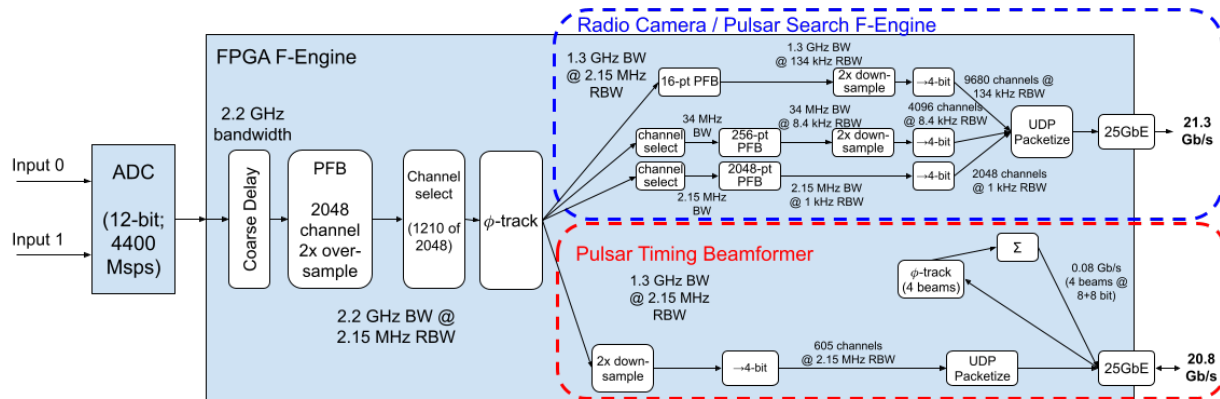 Radio Camera / Pulsar Search F-Engine
FPGA F-Engine
2.2 GHz
bandwidth
Input 0
Input 1
ADC
(12-bit;
4400
Msps)
Coarse Delay
PFB
2048
channel
2x over-
sample
Channel
select
(1210 of
2048)
ϕ-track
2.2 GHz BW @
2.15 MHz RBW
1.3 GHz BW
@ 2.15 MHz
RBW
16-pt PFB
1.3 GHz BW
@ 134 kHz RBW
2x down-
sample
→4-bit
9680 channels @
134 kHz RBW
channel
select
34 MHz
BW
256-pt
PFB
34 MHz BW
@ 8.4 kHz RBW
2x down-
sample
→4-bit
4096 channels
@ 8.4 kHz RBW
channel
select
2.15 MHz
BW
2048-pt
PFB
2.15 MHz BW
@ 1 kHz RBW
→4-bit
2048 channels
@ 1 kHz RBW
UDP
Packetize
25GbE
21.3
Gb/s
Pulsar Timing Beamformer
1.3 GHz BW
@ 2.15 MHz
RBW
2x down-
sample
→4-bit
605 channels
@ 2.15 MHz RBW
UDP
Packetize
ϕ-track
(4 beams)
Σ
0.08 Gb/s
(4 beams @
8+8 bit)
25GbE
20.8
Gb/s